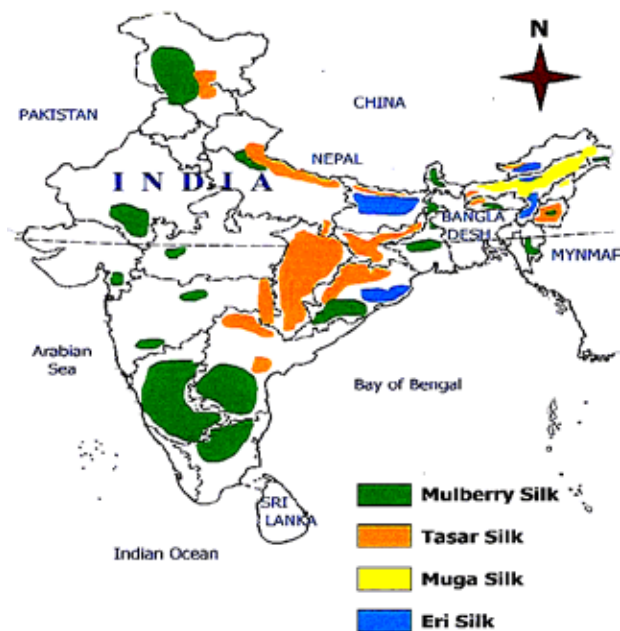 N
PAKISTAN
CHINA
NEPAL
INDIA
BANGLA
DESH
MYNMAF
Arabian
Sea
Bay of Bengal
SRI
LANKA
Indian Ocean
Mulberry Silk
Tasar Silk
Muga Silk
Eri Silk